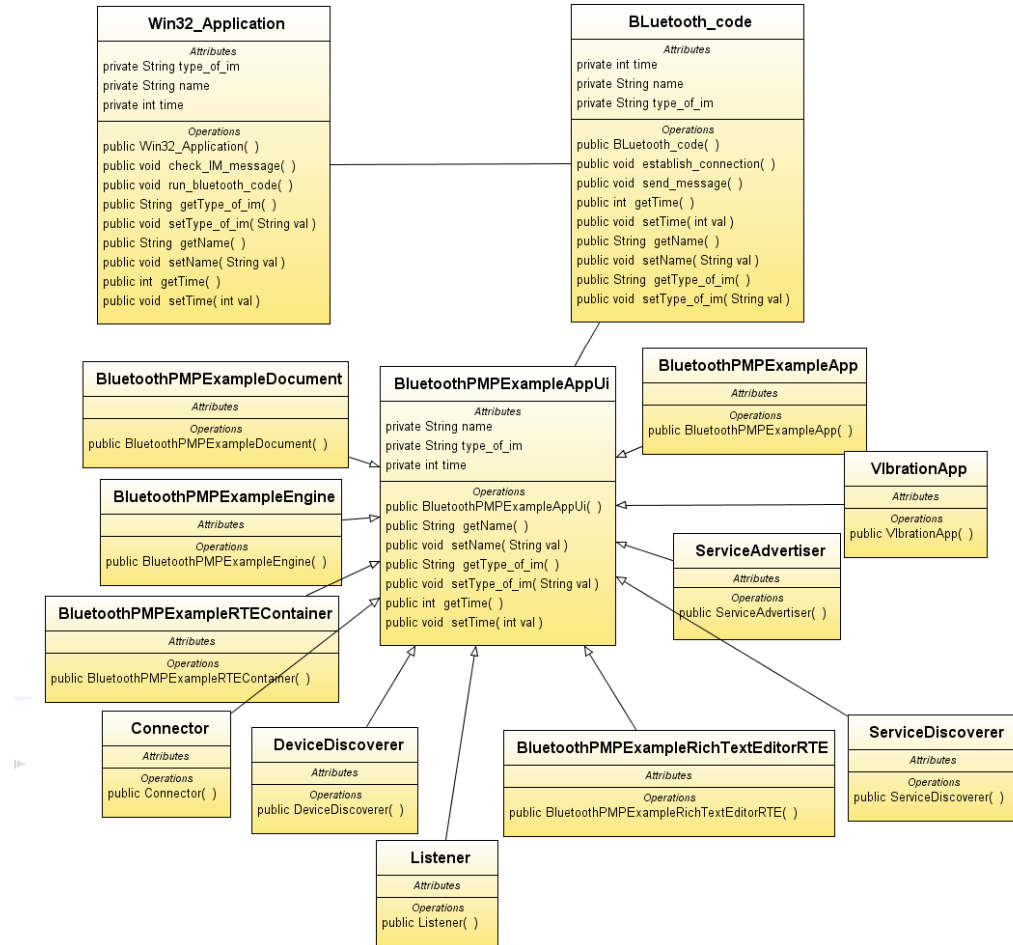 Win32_Application
Attributes
private String type_of_im
private String name
private int time
Operations
public Win32_Application( )
public void check_IM_message( )
public void run_bluetooth_code( )
public String getType_of_im( )
public void setType_of_im( String val )
public String getName( )
public void setName( String val )
public int getTime( )
public void setTime( int val )
BLuetooth_code
Attributes
private int time
private String name
private String type_of_im
Operations
public BLuetooth_code( )
public void establish_connection( )
public void send_message( )
public int getTime( )
public void setTime( int val )
public String getName( )
public void setName( String val )
public String getType_of_im( )
public void setType_of_im( String val )
BluetoothPMPExampleDocument
Attributes
Operations
public BluetoothPMPExampleDocument( )
BluetoothPMPExampleAppUi
Attributes
private String name
private String type_of_im
private int time
Operations
public BluetoothPMPExampleAppUi( )
public String getName( )
public void setName( String val )
public String getType_of_im( )
public void setType_of_im( String val )
public int getTime( )
public void setTime( int val )
BluetoothPMPExampleApp
Attributes
Operations
public BluetoothPMPExampleApp( )
VIbrationApp
Attributes
Operations
public VIbrationApp( )
BluetoothPMPExampleEngine
Attributes
Operations
public BluetoothPMPExampleEngine( )
ServiceAdvertiser
Attributes
Operations
public ServiceAdvertiser( )
BluetoothPMPExampleRTEContainer
Attributes
Operations
public BluetoothPMPExampleRTEContainer( )
Connector
Attributes
Operations
public Connector( )
DeviceDiscoverer
Attributes
Operations
public DeviceDiscoverer( )
BluetoothPMPExampleRichTextEditorRTE
Attributes
Operations
public BluetoothPMPExampleRichTextEditorRTE( )
ServiceDiscoverer
Attributes
Operations
public ServiceDiscoverer( )
Listener
Attributes
Operations
public Listener( )